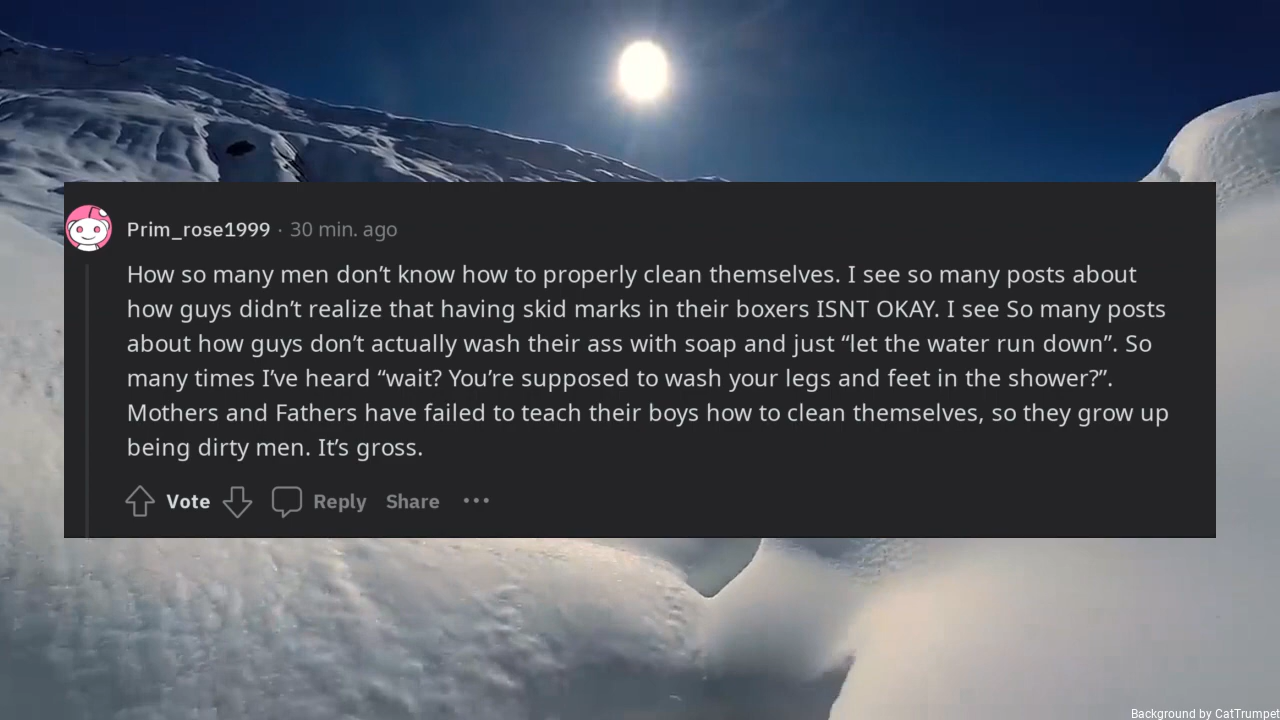 Prim_rose1999 · 30 min. ago
How so many men don’t know how to properly clean themselves. I see so many posts about
how guys didn’t realize that having skid marks in their boxers ISNT OKAY. I see So many posts
about how guys don’t actually wash their ass with soap and just “let the water run down”. So
many times I’ve heard “wait? You’re supposed to wash your legs and feet in the shower?”.
Mothers and Fathers have failed to teach their boys how to clean themselves, so they grow up
being dirty men. It’s gross.
Vote Reply Share
Background by CatTrumpet